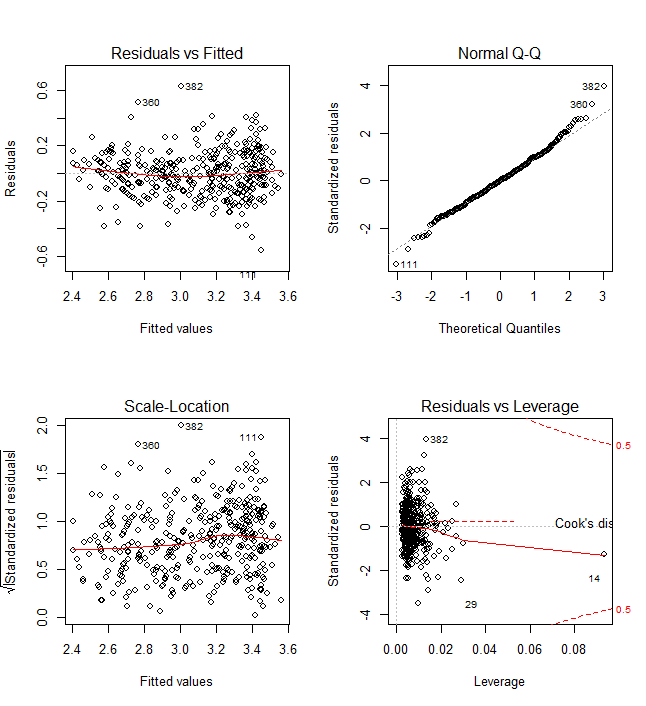 Residuals vs Fitted
Residuals
0.6
0.2
-0.2
-0.6
382
360
111
2.4 2.6 2.8 3.0 3.2 3.4 3.6
Fitted values
Normal Q-Q
Standardized residuals
4
2
0
-2
382
360
111
-3 -2 -1 0 1 2 3
Theoretical Quantiles
Scale-Location
√|Standardized residuals|
2.0
1.5
1.0
0.5
0.0
382
360
111
2.4 2.6 2.8 3.0 3.2 3.4 3.6
Fitted values
Residuals vs Leverage
Standardized residuals
4
2
0
-2
-4
382
0.5
Cook's dis
14
29
0.5
0.00 0.02 0.04 0.06 0.08
Leverage